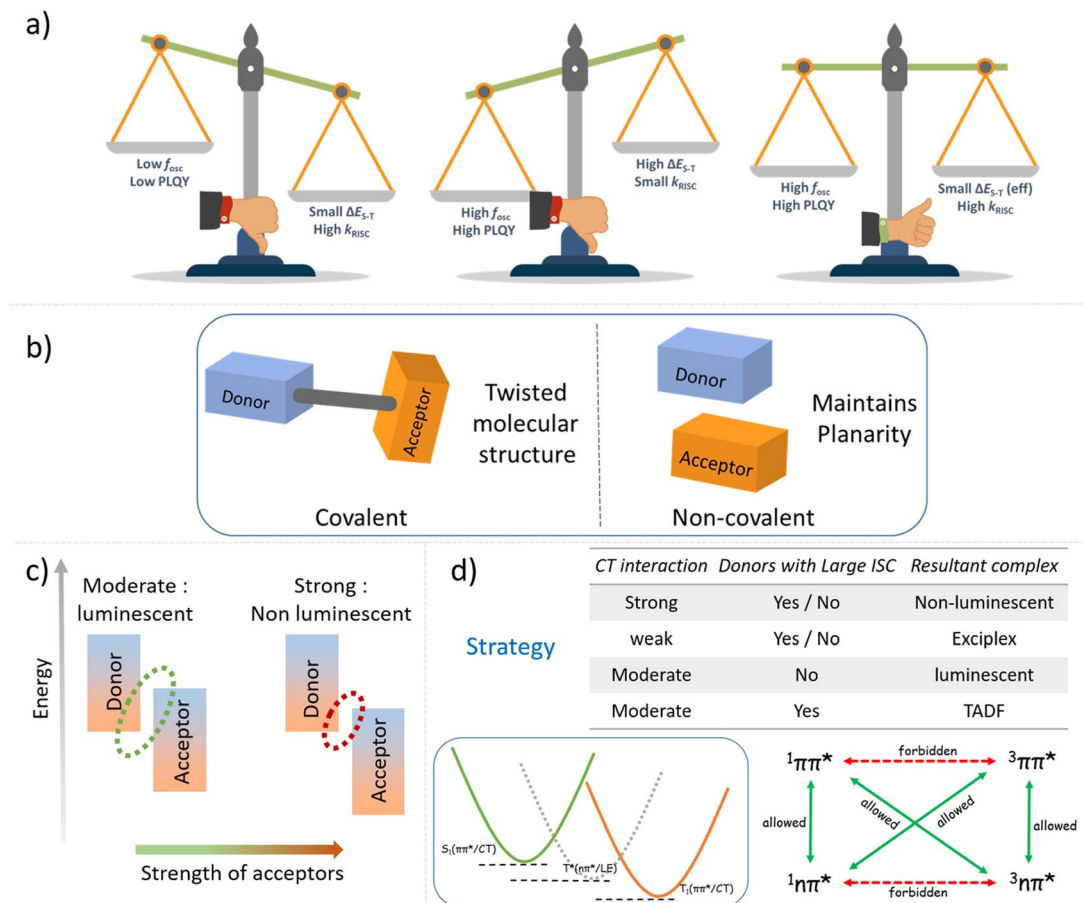 a)
Low fosc
Low PLQY
Small ΔES-T
High kRISC
High fosc
High PLQY
High ΔES-T
Small kRISC
High fosc
High PLQY
Small ΔES-T (eff)
High kRISC
b)
Donor
Acceptor
Twisted
molecular
structure
Covalent
Donor
Acceptor
Maintains
Planarity
Non-covalent
c)
Energy
Moderate :
luminescent
Donor
Acceptor
Strong :
Non luminescent
Donor
Acceptor
Strength of acceptors
d)
Strategy
CT interaction Donors with Large ISC Resultant complex
Strong Yes / No Non-luminescent
weak Yes / No Exciplex
Moderate No luminescent
Moderate Yes TADF
S1(ππ*/CT)
T*(nπ*/LE)
T1(ππ*/CT)
1ππ* forbidden 3ππ*
allowed allowed allowed allowed
1nπ* forbidden 3nπ*